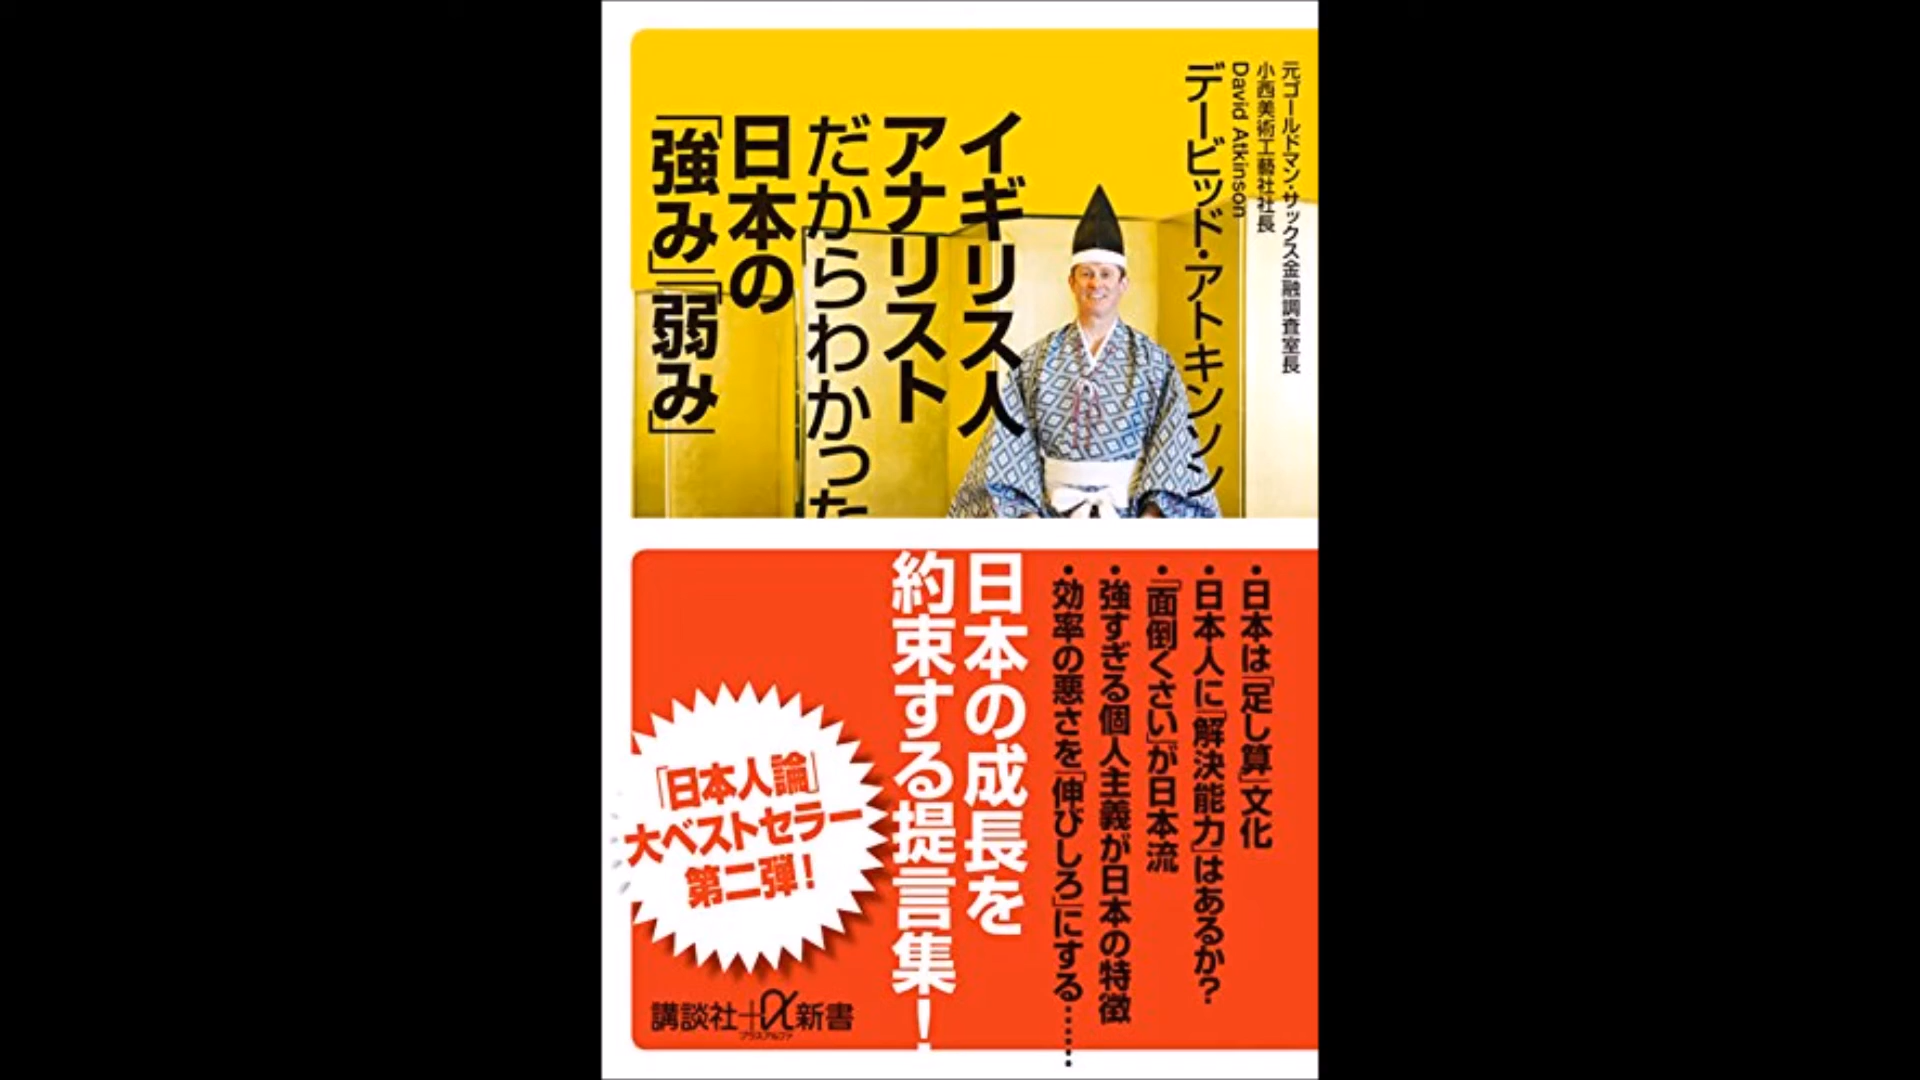 元ゴールドマン・サックス金融調査室長
小西美術工藝社社長
David Atkinson
デービッド・アトキンソン
イギリス人
アナリスト
だからわかった
日本の
「強み」「弱み」
・日本は「足し算」文化
・日本人に「解決能力」はあるか?
・「面倒くさい」が日本流
・強すぎる個人主義が日本の特徴
・効率の悪さを「伸びしろ」にする……
日本の成長を
約束する提言集!
「日本人論」
大ベストセラー
第二弾!
講談社+α新書
プラスアルファ